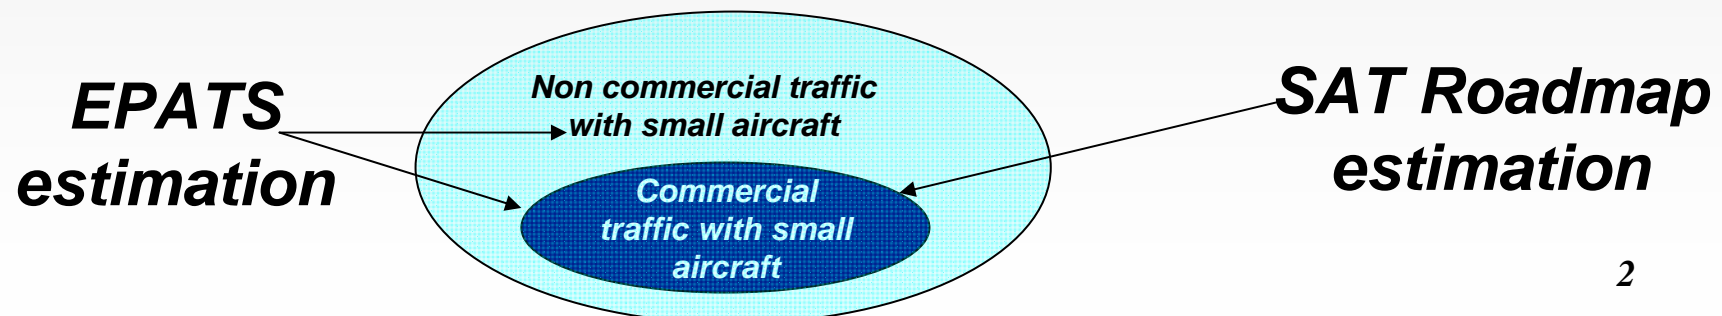 EPATS
estimation
Non commercial traffic
with small aircraft
Commercial
traffic with small
aircraft
SAT Roadmap
estimation
2